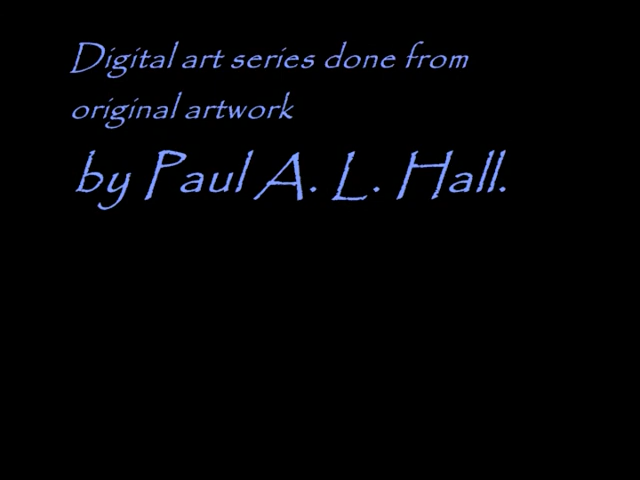 Digital art series done from
original artwork
by Paul A. L. Hall.